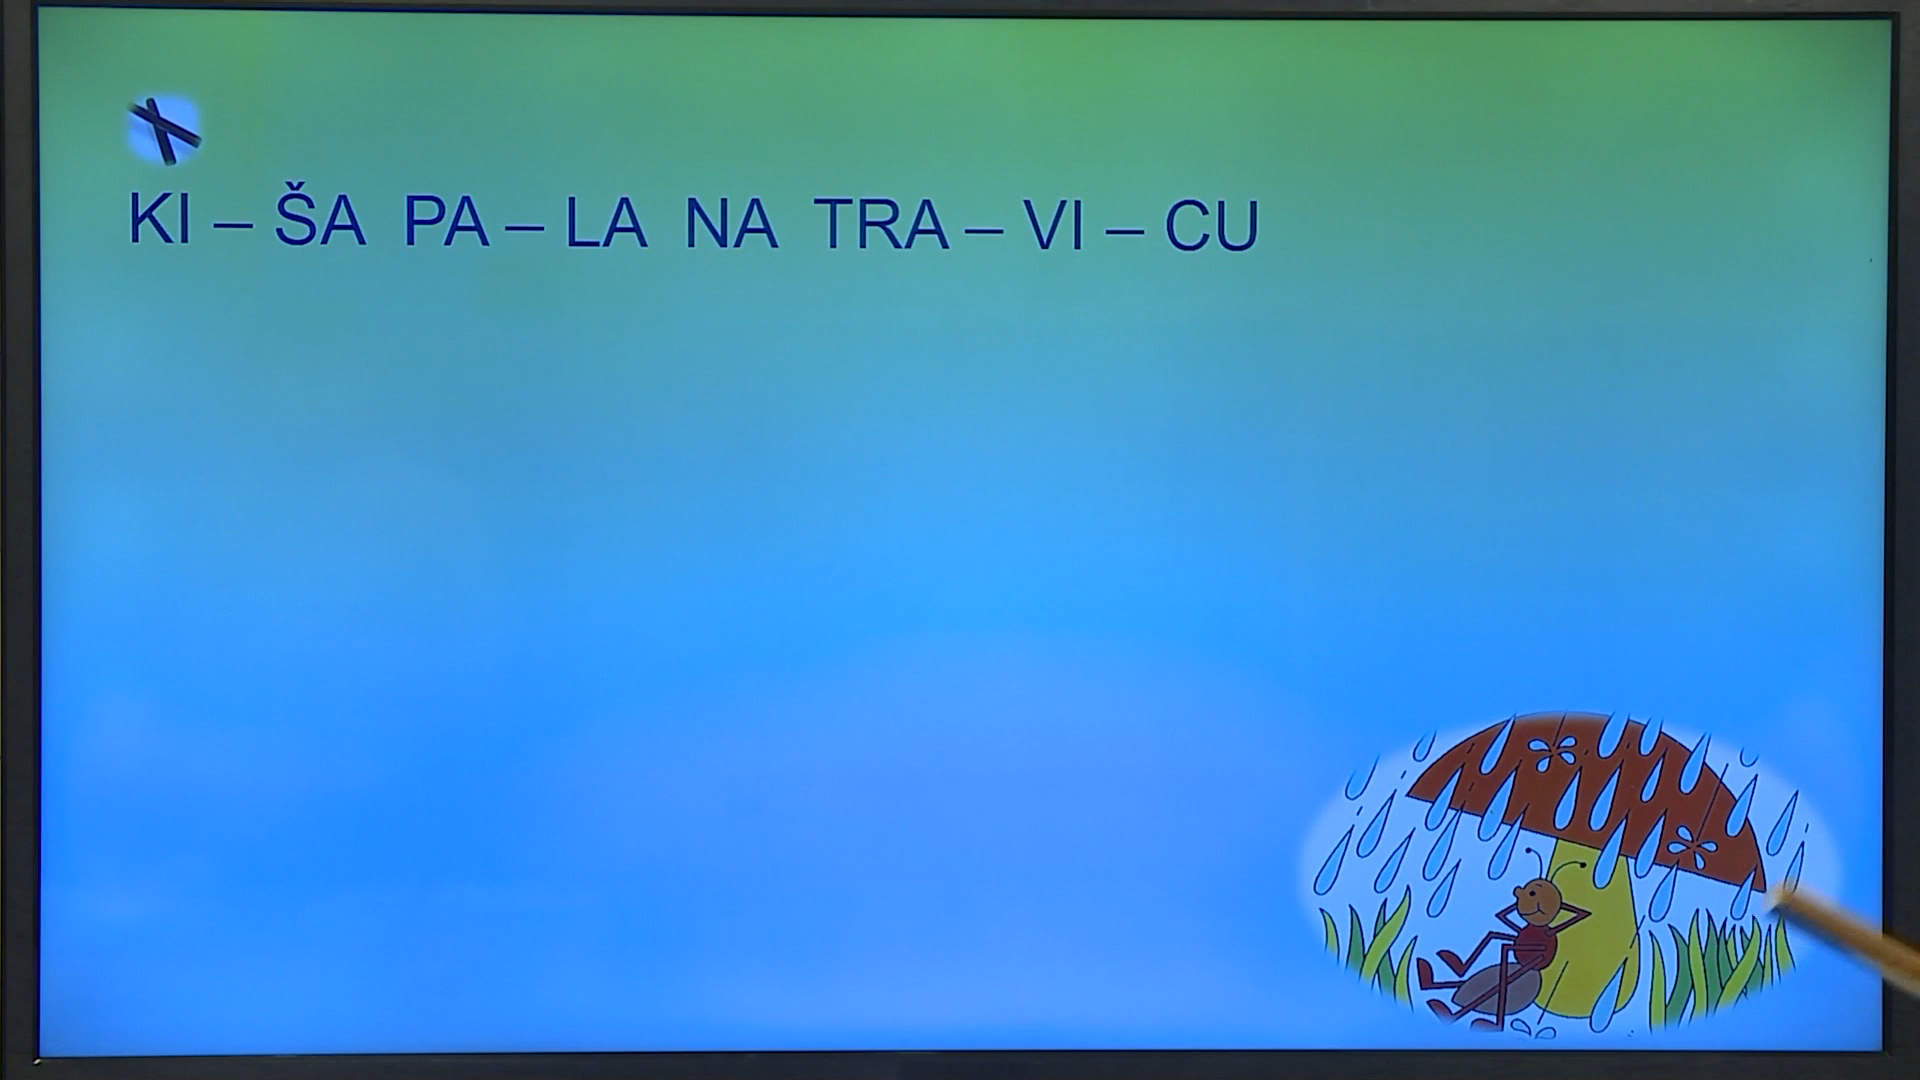 KI – ŠA PA – LA NA TRA – VI – CU